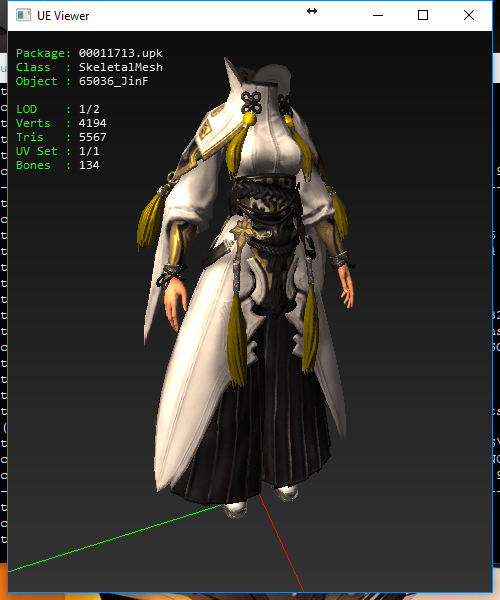 UE Viewer
Package: 00011713.upk
Class : SkeletalMesh
Object : 65036_JinF
LOD : 1/2
Verts : 4194
Tris : 5567
UV Set : 1/1
Bones : 134